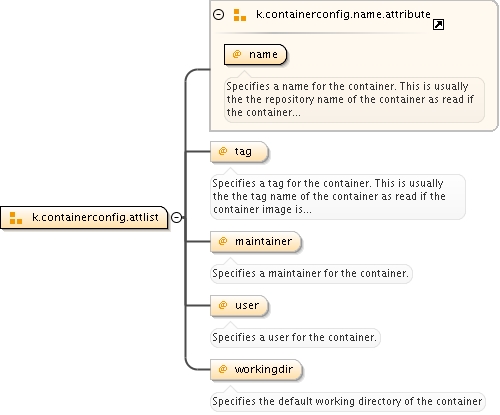 k.containerconfig.name.attribute
@ name
Specifies a name for the container. This is usually
the the repository name of the container as read if
the container...
@ tag
Specifies a tag for the container. This is usually
the the tag name of the container as read if the
container image is...
k.containerconfig.attlist
@ maintainer
Specifies a maintainer for the container.
@ user
Specifies a user for the container.
@ workingdir
Specifies the default working directory of the container